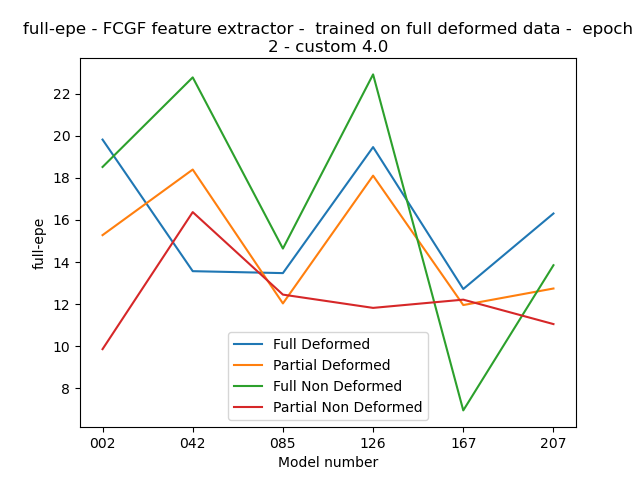 full-epe - FCGF feature extractor -  trained on full deformed data -  epoch
2 - custom 4.0
22
20
18
16
14
12
10
8
full-epe
Full Deformed
Partial Deformed
Full Non Deformed
Partial Non Deformed
002 042 085 126 167 207
Model number